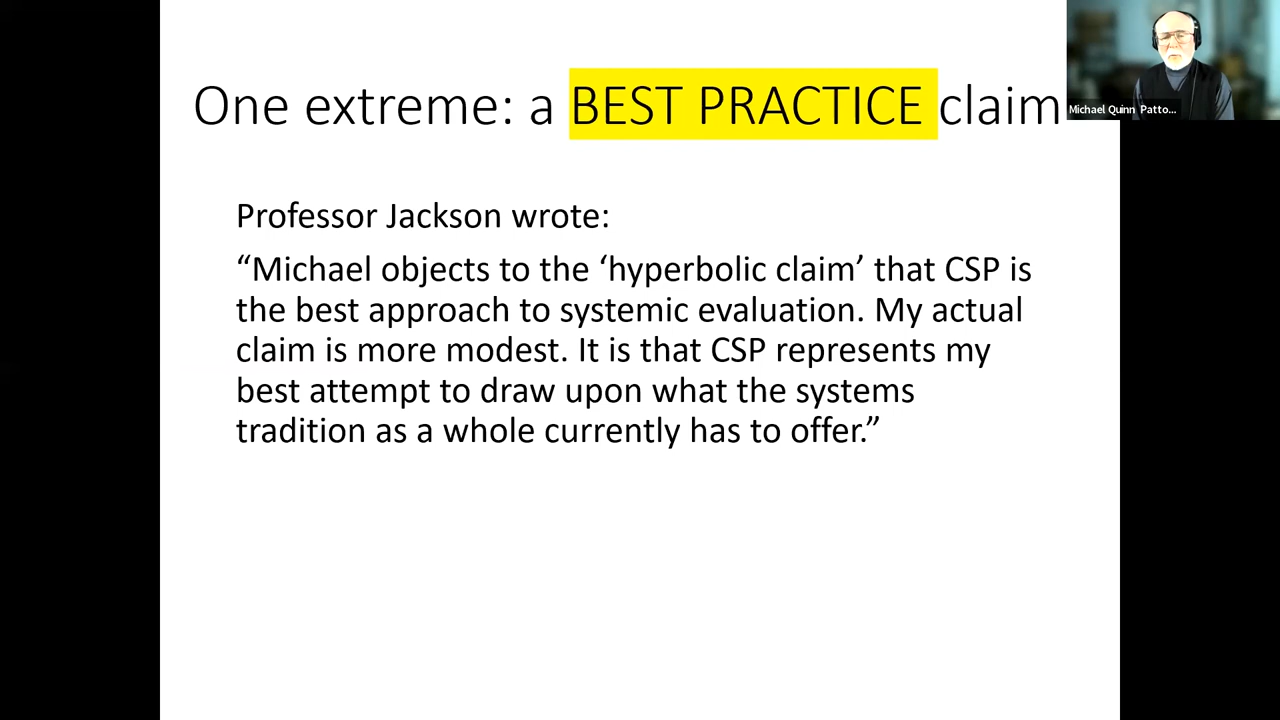 One extreme: a BEST PRACTICE claim
Michael Quinn Patto...
Professor Jackson wrote:
“Michael objects to the ‘hyperbolic claim’ that CSP is
the best approach to systemic evaluation. My actual
claim is more modest. It is that CSP represents my
best attempt to draw upon what the systems
tradition as a whole currently has to offer.”